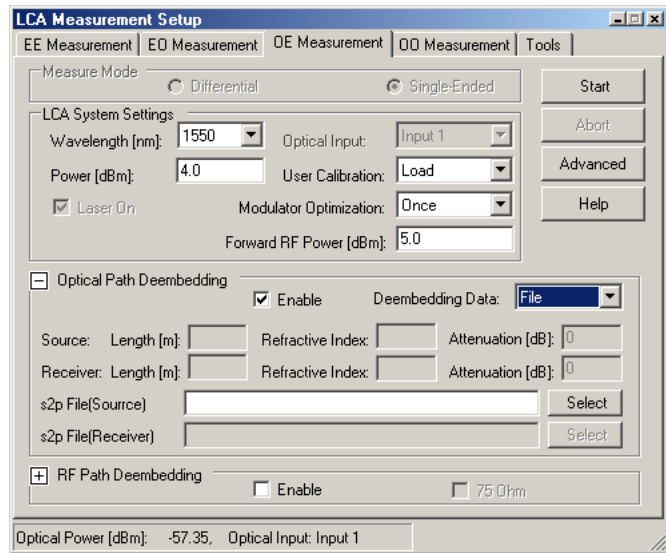 LCA Measurement Setup
EE Measurement EO Measurement OE Measurement OO Measurement Tools
Measure Mode
Differential Single-Ended Start
LCA System Settings
Wavelength [nm]: 1550 Optical Input: Input 1 Abort
Power [dBm]: 4.0 User Calibration: Load Advanced
Laser On Modulator Optimization: Once Help
Forward RF Power [dBm]: 5.0
Optical Path Deembedding
Enable Deembedding Data: File
Source: Length [m]: Refractive Index: Attenuation [dB]: 0
Receiver: Length [m]: Refractive Index: Attenuation [dB]: 0
s2p File(Sourrce) Select
s2p File(Receiver) Select
RF Path Deembedding
Enable 75 Ohm
Optical Power [dBm]: -57.35, Optical Input: Input 1